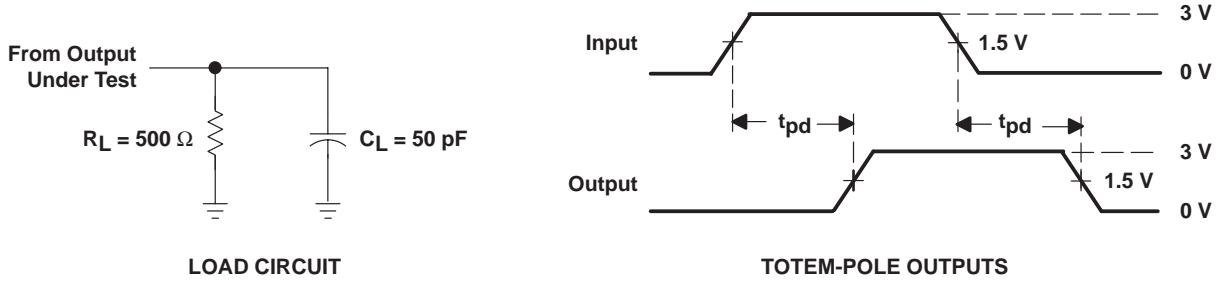 From Output
Under Test
RL = 500 Ω
CL = 50 pF
LOAD CIRCUIT
Input
3 V
1.5 V
0 V
tpd
tpd
Output
3 V
1.5 V
0 V
TOTEM-POLE OUTPUTS